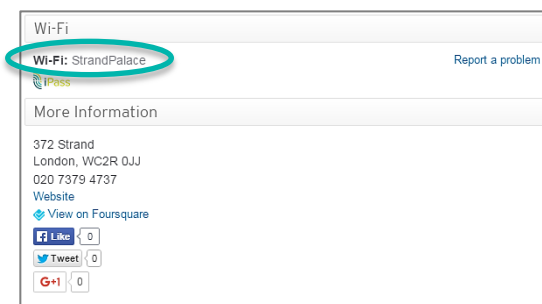 Wi-Fi
Wi-Fi: StrandPalace
Report a problem
iPass
More Information
372 Strand
London, WC2R 0JJ
020 7379 4737
Website
View on Foursquare
Like 0
Tweet 0
G+1 0